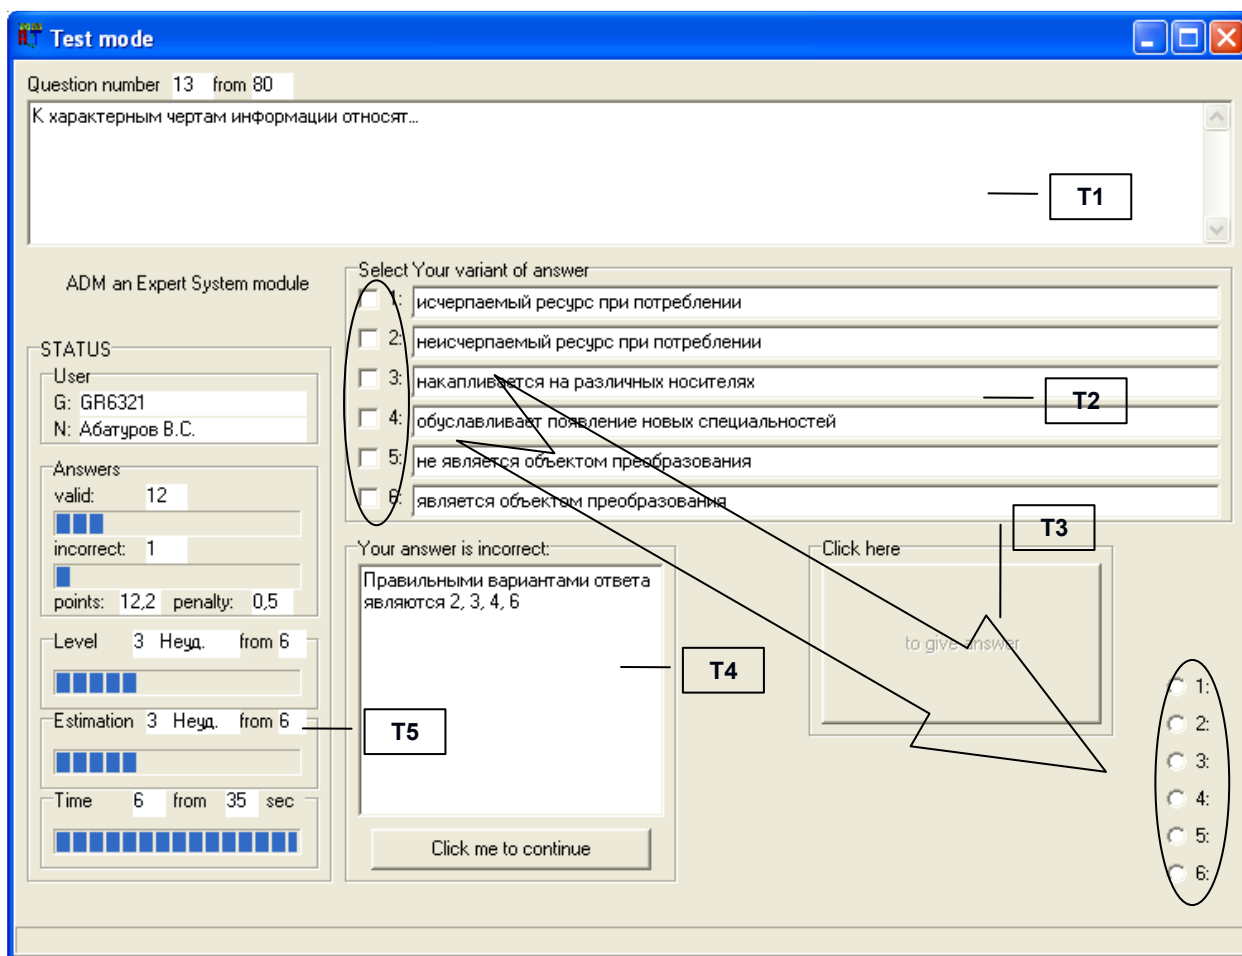 Test mode
Question number 13 from 80
К характерным чертам информации относят...
T1
ADM an Expert System module
Select Your variant of answer
1: исчерпаемый ресурс при потреблении
2: неисчерпаемый ресурс при потреблении
3: накапливается на различных носителях
4: обуславливает появление новых специальностей
5: не является объектом преобразования
6: является объектом преобразования
T2
STATUS
User
G: GR6321
N: Абатуров В.С.
Answers
valid: 12
incorrect: 1
points: 12,2 penalty: 0,5
Level 3 Неуд. from 6
Estimation 3 Неуд. from 6
Time 6 from 35 sec
T5
Your answer is incorrect:
Правильными вариантами ответа
являются 2, 3, 4, 6
T4
Click me to continue
T3
Click here
to give answer
1:
2:
3:
4:
5:
6: